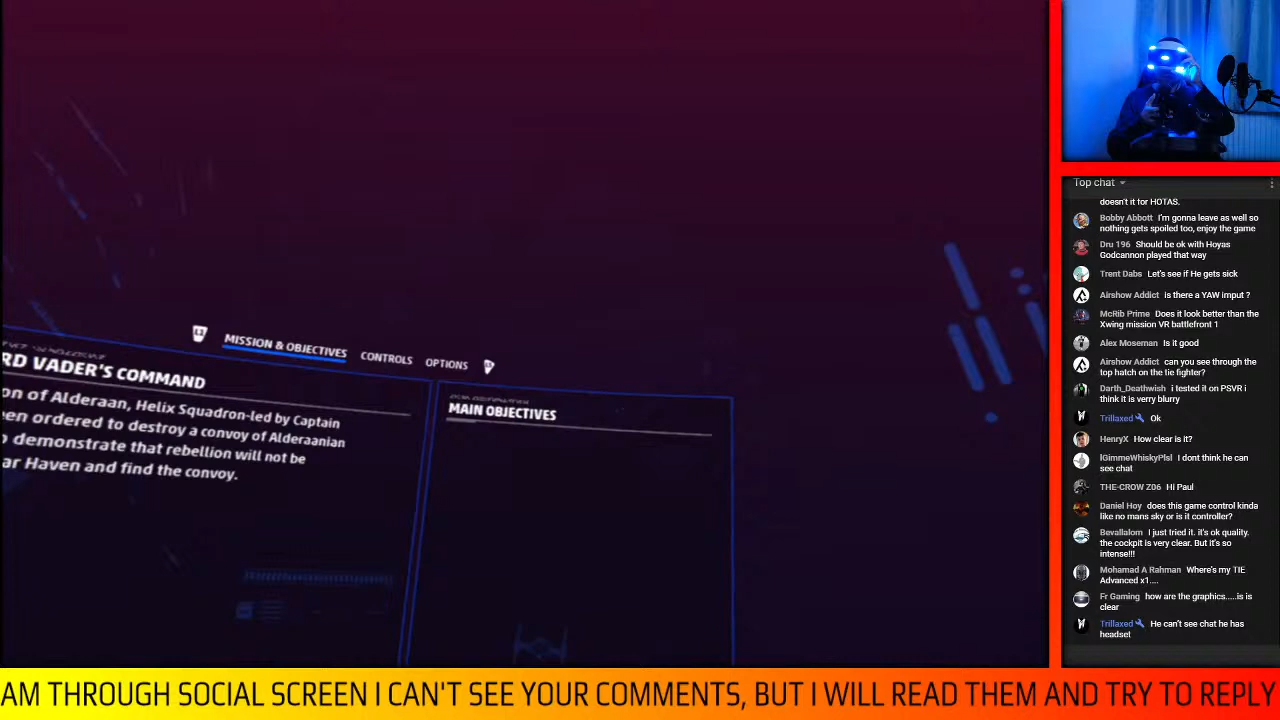 L2 MISSION & OBJECTIVES CONTROLS OPTIONS
RD VADER'S COMMAND
on of Alderaan, Helix Squadron-led by Captain
een ordered to destroy a convoy of Alderaanian
o demonstrate that rebellion will not be
ar Haven and find the convoy.
MAIN OBJECTIVES
Top chat
doesn't it for HOTAS.
Bobby Abbott I'm gonna leave as well so
nothing gets spoiled too, enjoy the game
Dru 196 Should be ok with Hoyas
Godcannon played that way
Trent Dabs Let's see if He gets sick
Airshow Addict is there a YAW imput ?
McRib Prime Does it look better than the
Xwing mission VR battlefront 1
Alex Moseman Is it good
Airshow Addict can you see through the
top hatch on the tie fighter?
Darth_Deathwish i tested it on PSVR i
think it is very blurry
Trillaxed Ok
HenryX How clear is it?
IGimmeWhiskyPlsl I dont think he can
see chat
THE-CROW Z06 Hi Paul
Daniel Hoy does this game control kinda
like no mans sky or is it controller?
Bevallalom I just tried it. it's ok quality.
the cockpit is very clear. But it's so
intense!!!
Mohamad A Rahman Where's my TIE
Advanced x1....
Fr Gaming how are the graphics.....is is
clear
Trillaxed He can't see chat he has
headset
AM THROUGH SOCIAL SCREEN I CAN'T SEE YOUR COMMENTS, BUT I WILL READ THEM AND TRY TO REPLY